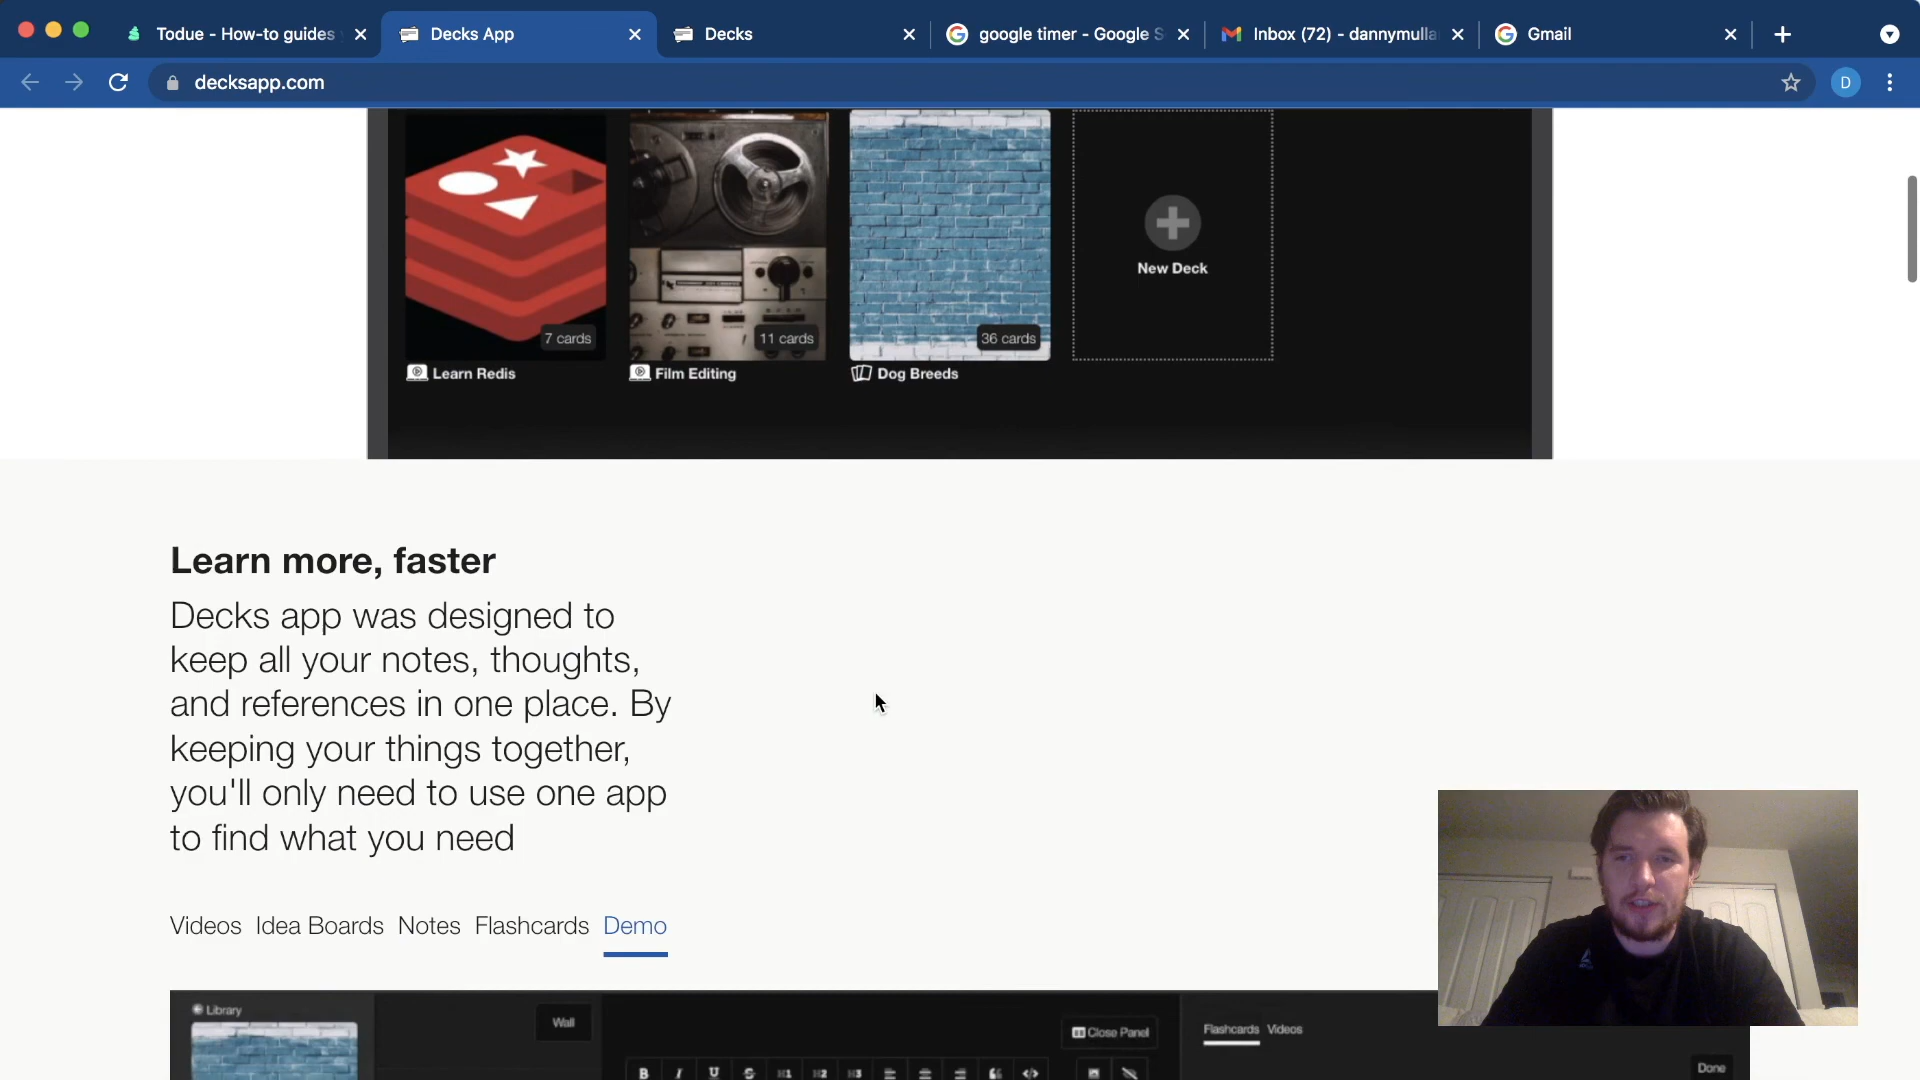 Todue - How-to guides
Decks App
Decks
google timer - Google S
Inbox (72) - dannymulla
Gmail
decksapp.com
D
7 cards
11 cards
36 cards
New Deck
Learn Redis
Film Editing
Dog Breeds
Learn more, faster
Decks app was designed to
keep all your notes, thoughts,
and references in one place. By
keeping your things together,
you'll only need to use one app
to find what you need
Videos Idea Boards Notes Flashcards Demo
Library
Wall
Close Panel
Flashcards Videos
B I U S H1 H2 H3
Done